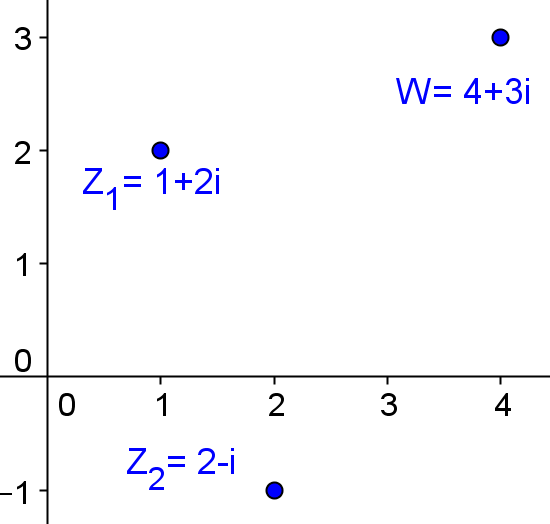 3
W= 4+3i
2
Z₁= 1+2i
1
0
0 1 2 3 4
Z₂= 2-i
−1